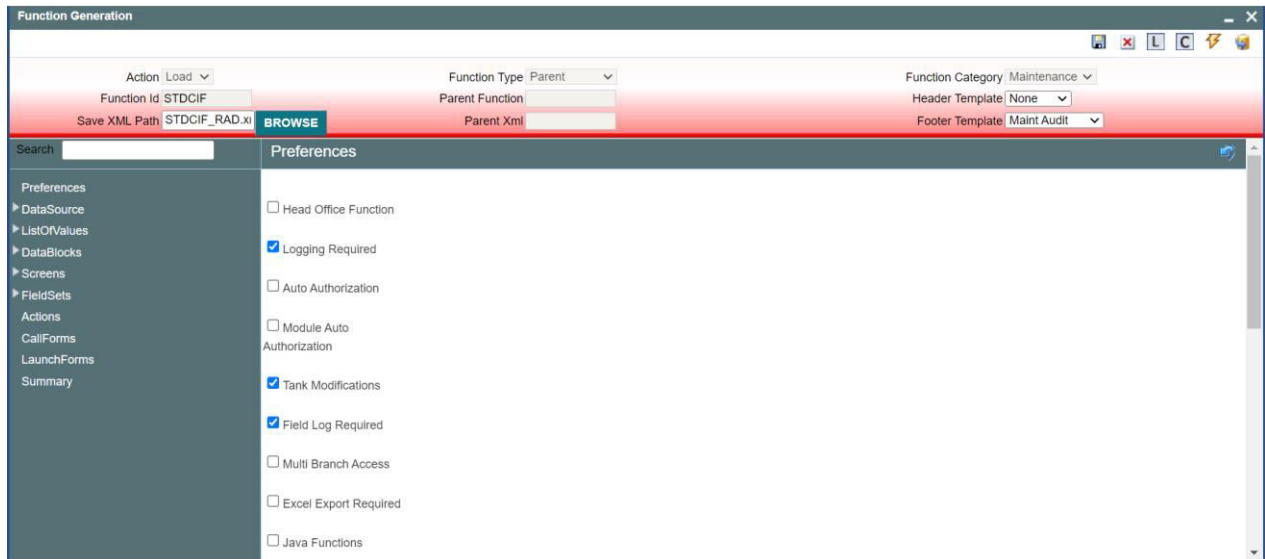 Function Generation
L C
Action Load Function Type Parent Function Category Maintenance
Function Id STDCIF Parent Function Header Template None
Save XML Path STDCIF_RAD.x BROWSE Parent Xml Footer Template Maint Audit
Search Preferences
Preferences
DataSource
ListOfValues
DataBlocks
Screens
FieldSets
Actions
CallForms
LaunchForms
Summary
Head Office Function
Logging Required
Auto Authorization
Module Auto
Authorization
Tank Modifications
Field Log Required
Multi Branch Access
Excel Export Required
Java Functions